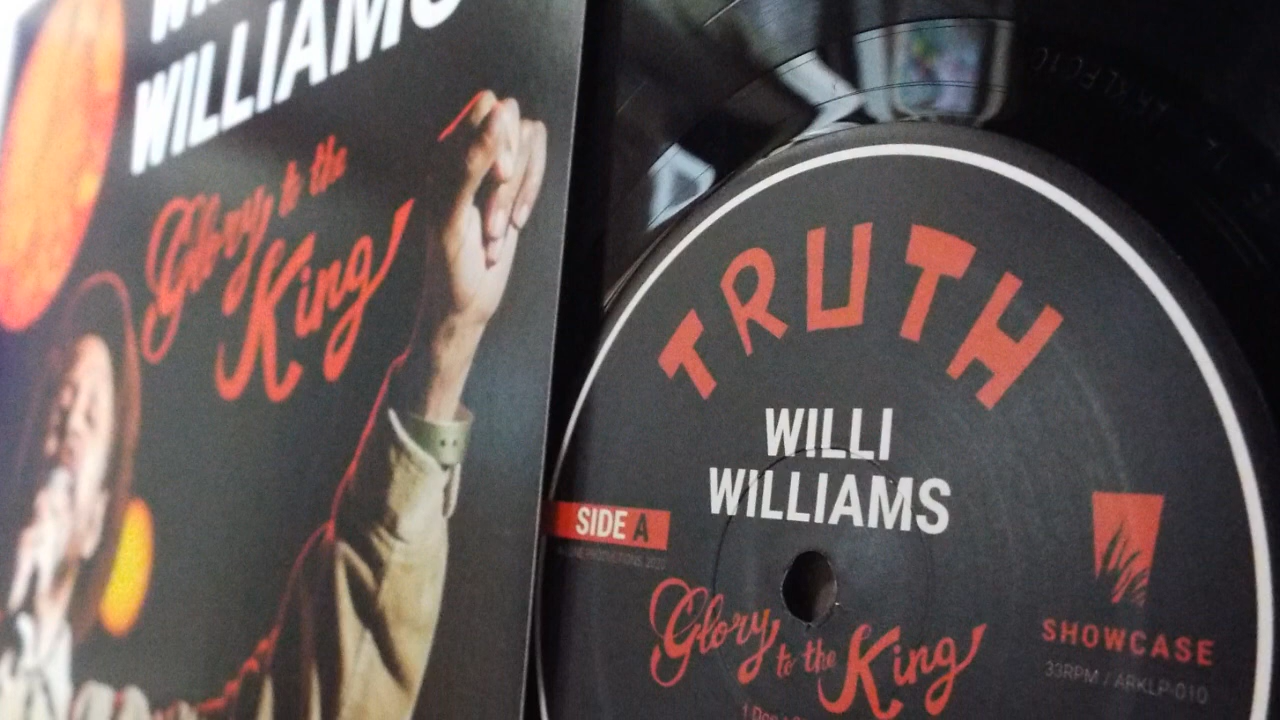 WILLIAMS
Glory to the
King
TRUTH
WILLI
WILLIAMS
SIDE A
Glory to the King
SHOWCASE
33RPM / ARKLP-010